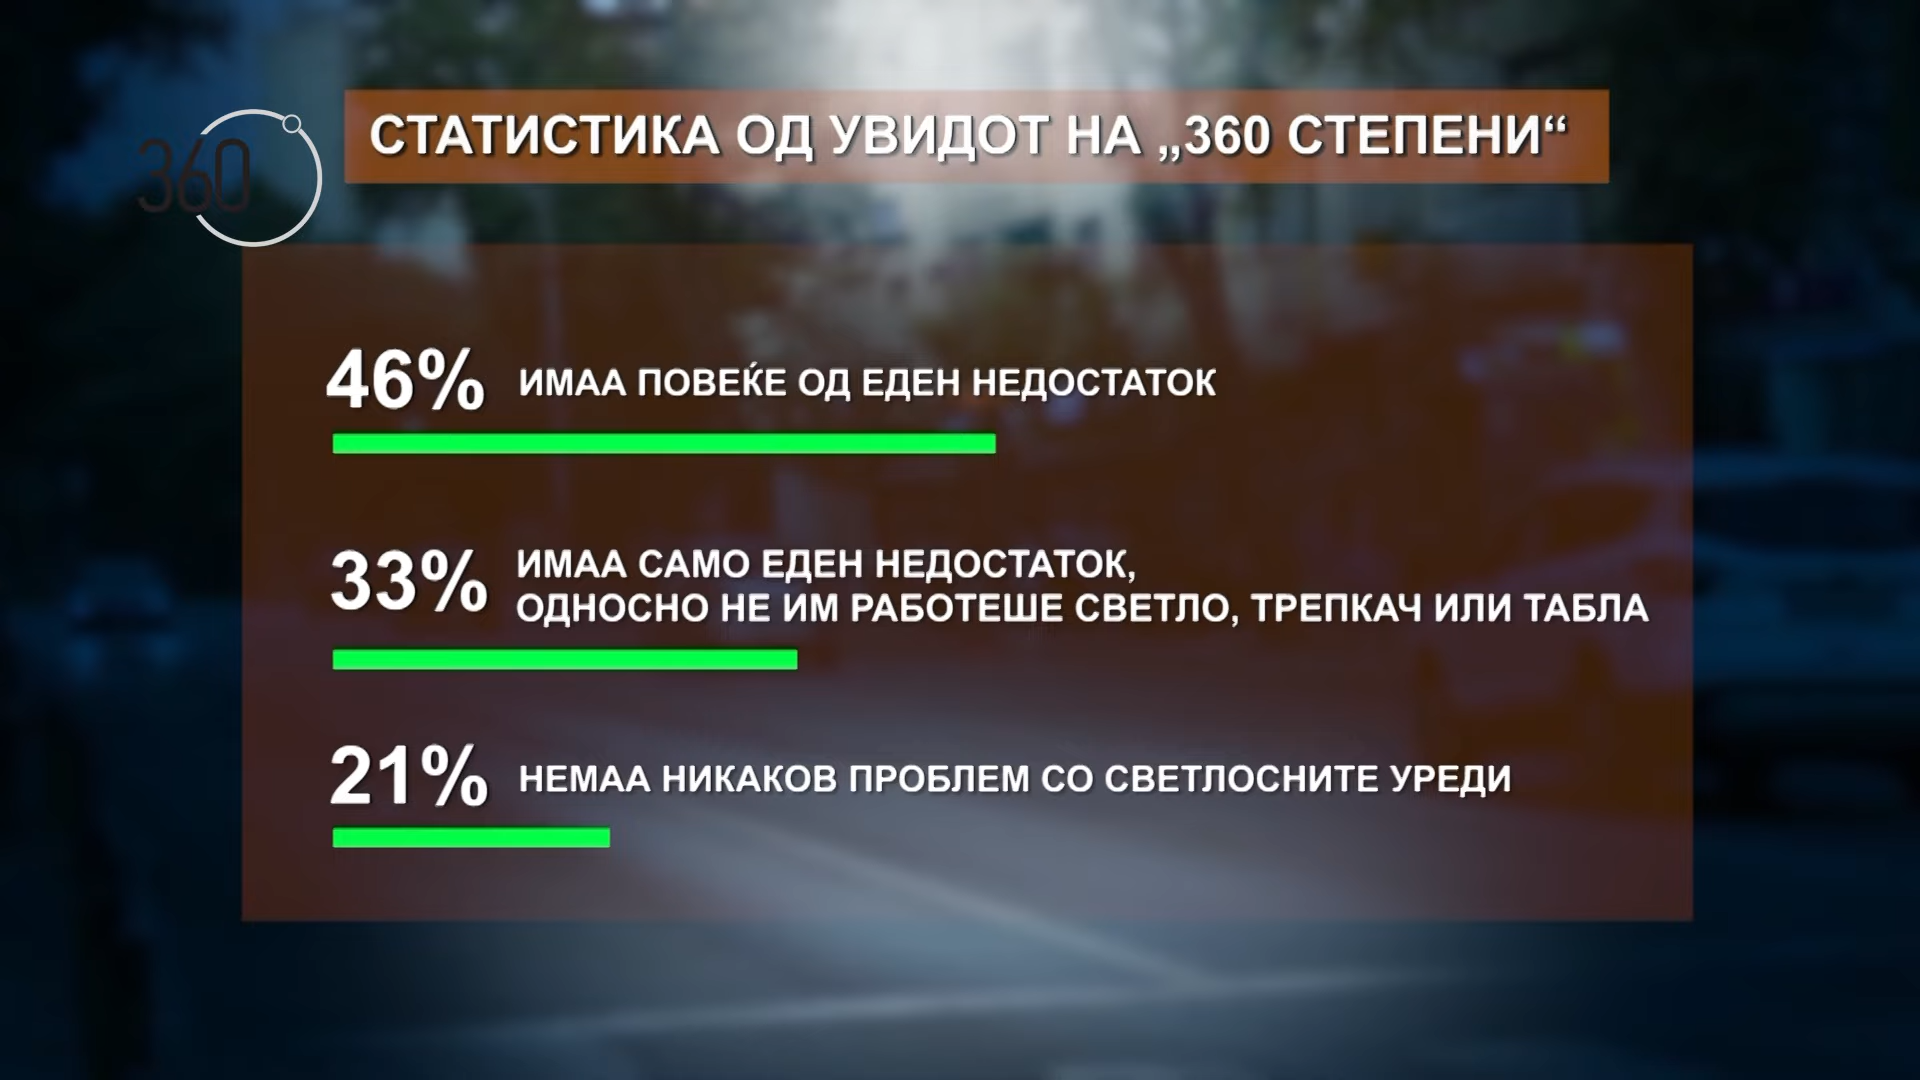 СТАТИСТИКА ОД УВИДОТ НА „360 СТЕПЕНИ“
360
46% ИМАА ПОВЕЌЕ ОД ЕДЕН НЕДОСТАТОК
33% ИМАА САМО ЕДЕН НЕДОСТАТОК,
ОДНОСНО НЕ ИМ РАБОТЕШЕ СВЕТЛО, ТРЕПКАЧ ИЛИ ТАБЛА
21% НЕМАА НИКАКОВ ПРОБЛЕМ СО СВЕТЛОСНИТЕ УРЕДИ